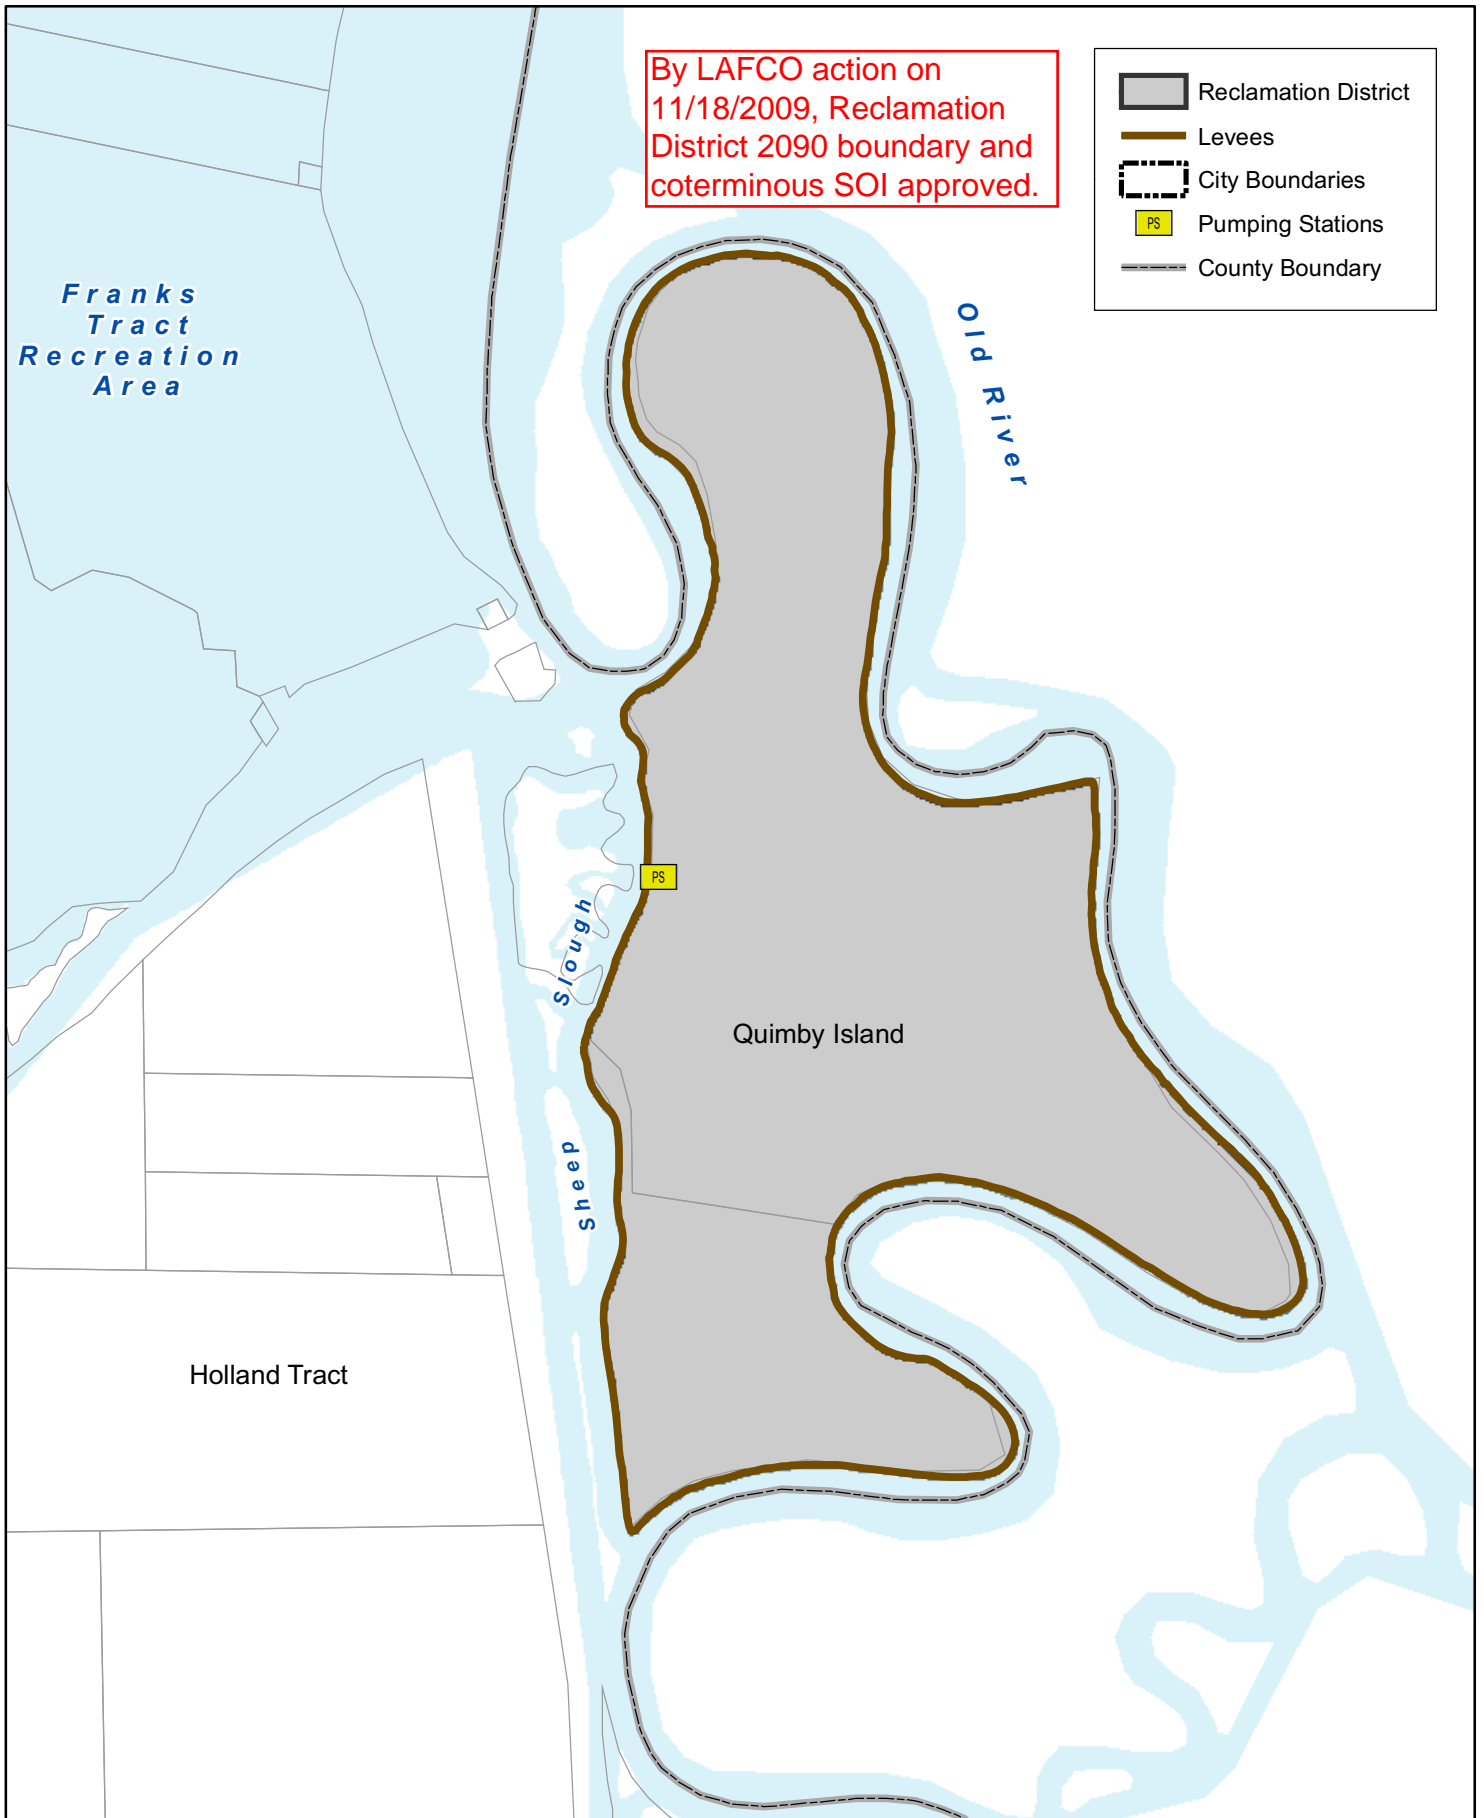 By LAFCO action on
11/18/2009, Reclamation
District 2090 boundary and
coterminous SOI approved.
Reclamation District
Levees
City Boundaries
PS Pumping Stations
County Boundary
Franks
Tract
Recreation
Area
Old River
PS
Slough
Quimby Island
Sheep
Holland Tract